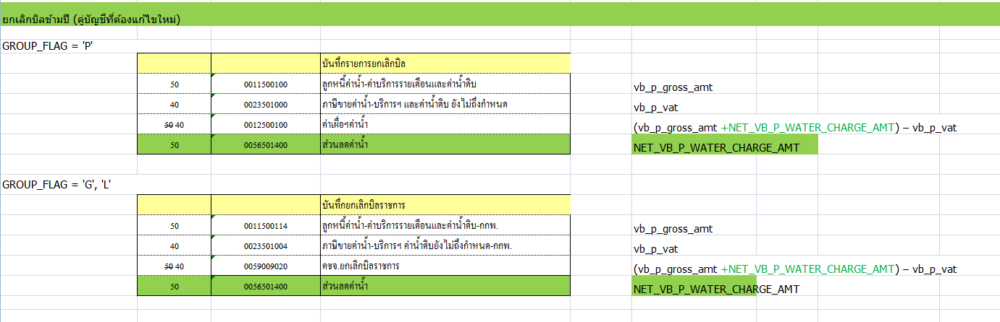 ยกเลิกบิลข้ามปี (คู่บัญชีที่ต้องแก้ไขใหม่)
GROUP_FLAG = 'P'
บันทึกรายการยกเลิกบิล
50 0011500100 ลูกหนี้ค่าน้ำ-ค่าบริการรายเดือนและค่าน้ำดิบ vb_p_gross_amt
40 0023501000 ภาษีขายค่าน้ำ-บริการฯ และค่าน้ำดิบ ยังไม่ถึงกำหนด vb_p_vat
50 40 0012500100 ค่าเผื่อฯค่าน้ำ (vb_p_gross_amt +NET_VB_P_WATER_CHARGE_AMT) – vb_p_vat
50 0056501400 ส่วนลดค่าน้ำ NET_VB_P_WATER_CHARGE_AMT
GROUP_FLAG = 'G', 'L'
บันทึกยกเลิกบิลราชการ
50 0011500114 ลูกหนี้ค่าน้ำ-ค่าบริการรายเดือนและค่าน้ำดิบ-กกพ. vb_p_gross_amt
40 0023501004 ภาษีขายค่าน้ำ-บริการฯ ค่าน้ำดิบยังไม่ถึงกำหนด-กกพ. vb_p_vat
50 40 0059009020 คชจ.ยกเลิกบิลราชการ (vb_p_gross_amt +NET_VB_P_WATER_CHARGE_AMT) – vb_p_vat
50 0056501400 ส่วนลดค่าน้ำ NET_VB_P_WATER_CHARGE_AMT